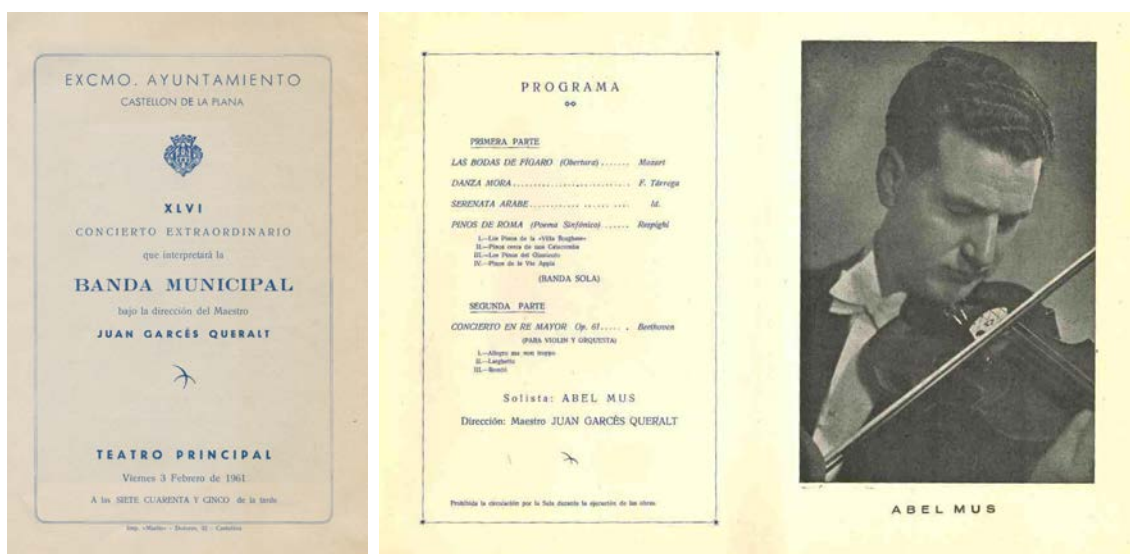 EXCMO. AYUNTAMIENTO
CASTELLON DE LA PLANA
XLVI
CONCIERTO EXTRAORDINARIO
que interpretará la
BANDA MUNICIPAL
bajo la dirección del Maestro
JUAN GARCÉS QUERALT
TEATRO PRINCIPAL
Viernes 3 Febrero de 1961
A las SIETE CUARENTA Y CINCO de la tarde
PROGRAMA
PRIMERA PARTE
LAS BODAS DE FÍGARO (Obertura) ...... Mozart
DANZA MORA .......................... F. Tárrega
SERENATA ARABE .................... Id.
PINOS DE ROMA (Poema Sinfónico) ...... Respighi
I.—Los Pinos de la «Villa Borghese»
II.—Pinos cerca de una Catacumba
III.—Los Pinos del
IV.—Pinos de la Vía Appia
(BANDA SOLA)
SEGUNDA PARTE
CONCIERTO EN RE MAYOR Op. 61..... . Beethoven
(PARA VIOLIN Y ORQUESTA)
I.—Allegro ma non troppo
II.—Larghetto
III.—Rondó
Solista: ABEL MUS
Dirección: Maestro JUAN GARCÉS QUERALT
Prohibida la circulación por la Sala durante la ejecución de las obras.
ABEL MUS